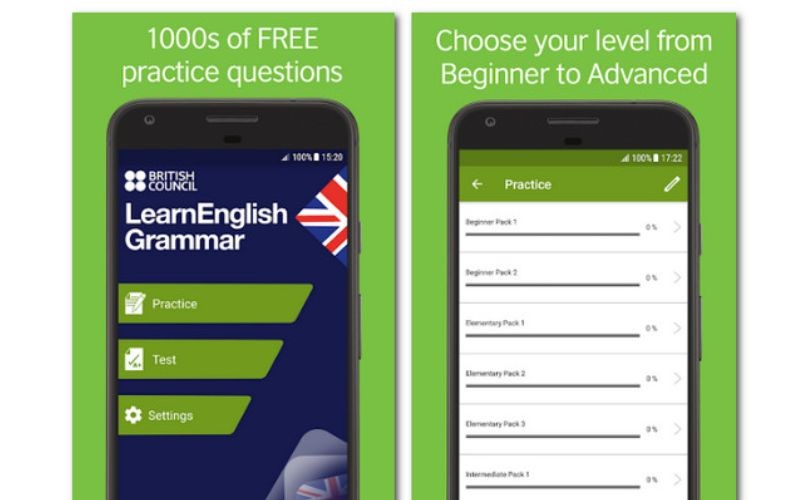 1000s of FREE
practice questions
100% 15:20
BRITISH
COUNCIL
LearnEnglish
Grammar
Practice
Test
Settings
Choose your level from
Beginner to Advanced
100% 17:22
Practice
Beginner Pack 1
0 %
Beginner Pack 2
0 %
Elementary Pack 1
0 %
Elementary Pack 2
0 %
Elementary Pack 3
0 %
Intermediate Pack 1
0 %